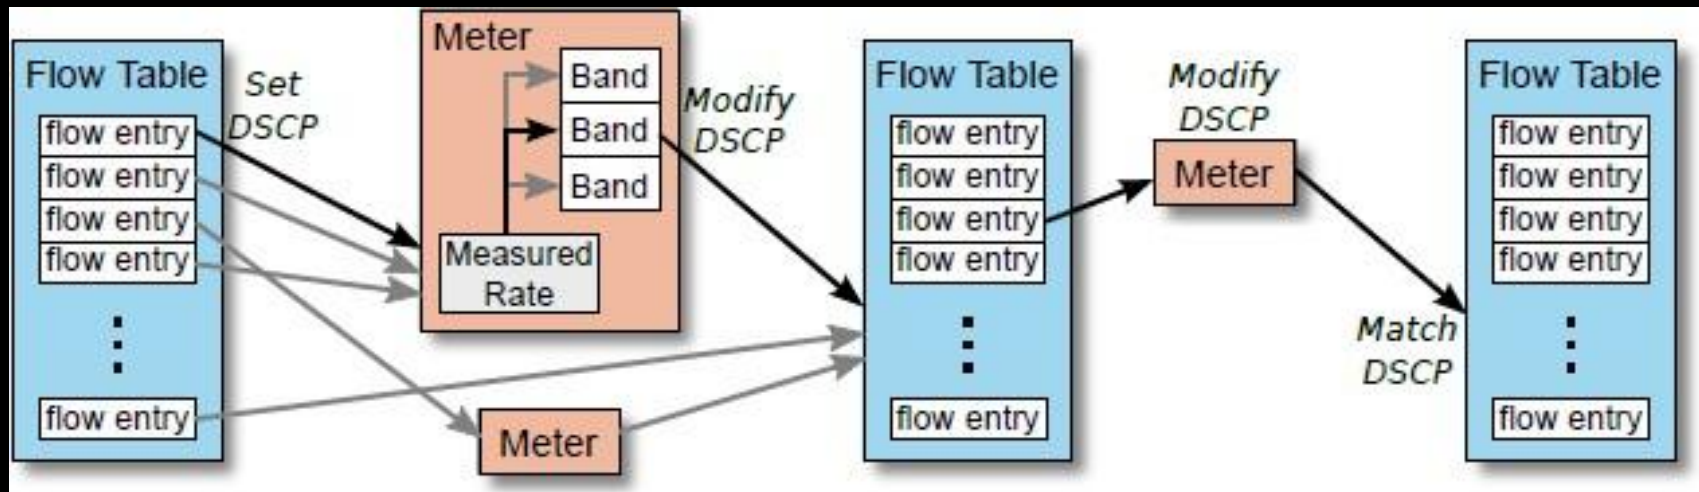 Flow Table
flow entry
flow entry
flow entry
flow entry
flow entry
Set
DSCP
Meter
Band
Band
Band
Measured
Rate
Modify
DSCP
Meter
Flow Table
flow entry
flow entry
flow entry
flow entry
flow entry
Modify
DSCP
Meter
Match
DSCP
Flow Table
flow entry
flow entry
flow entry
flow entry
flow entry